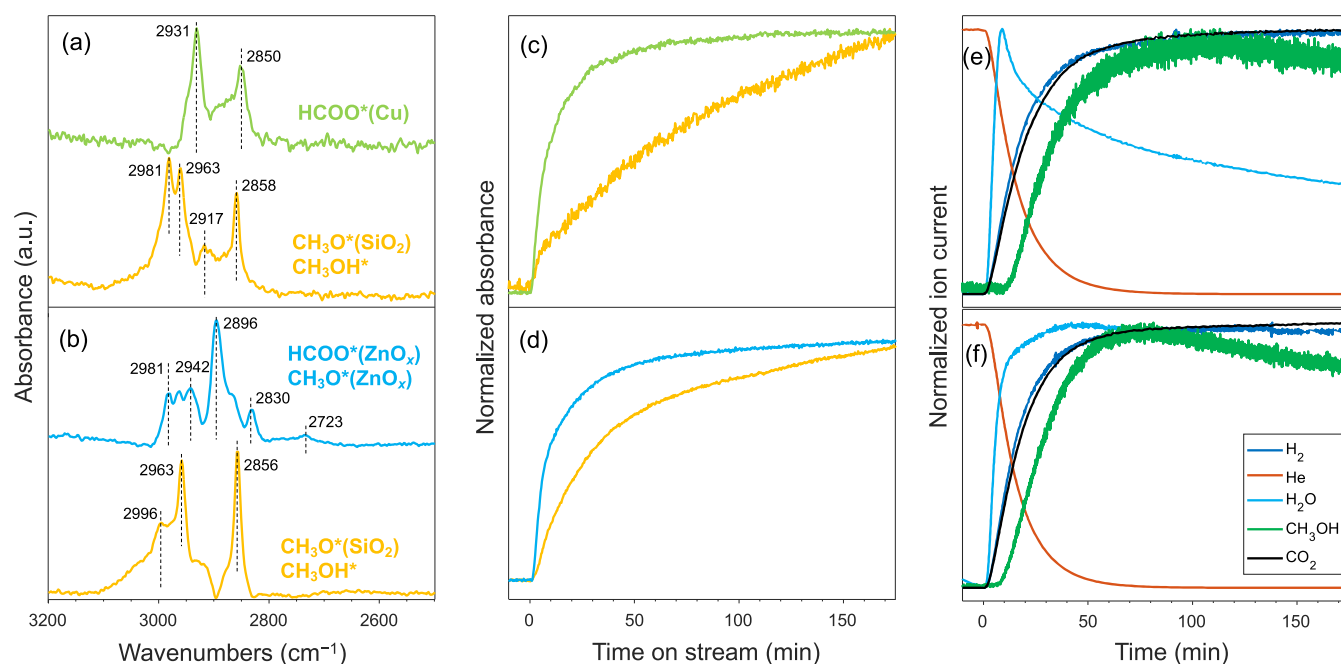 (a)
2931
2850
HCOO*(Cu)
2981
2963
2917
2858
CH₃O*(SiO₂)
CH₃OH*
(b)
2896
HCOO*(ZnOₓ)
CH₃O*(ZnOₓ)
2981
2942
2830
2723
2963
2856
2996
CH₃O*(SiO₂)
CH₃OH*
Absorbance (a.u.)
3200
3000
2800
2600
Wavenumbers (cm⁻¹)
(c)
(d)
Normalized absorbance
0
50
100
150
Time on stream (min)
(e)
(f)
Normalized ion current
H₂
He
H₂O
CH₃OH
CO₂
0
50
100
150
Time (min)